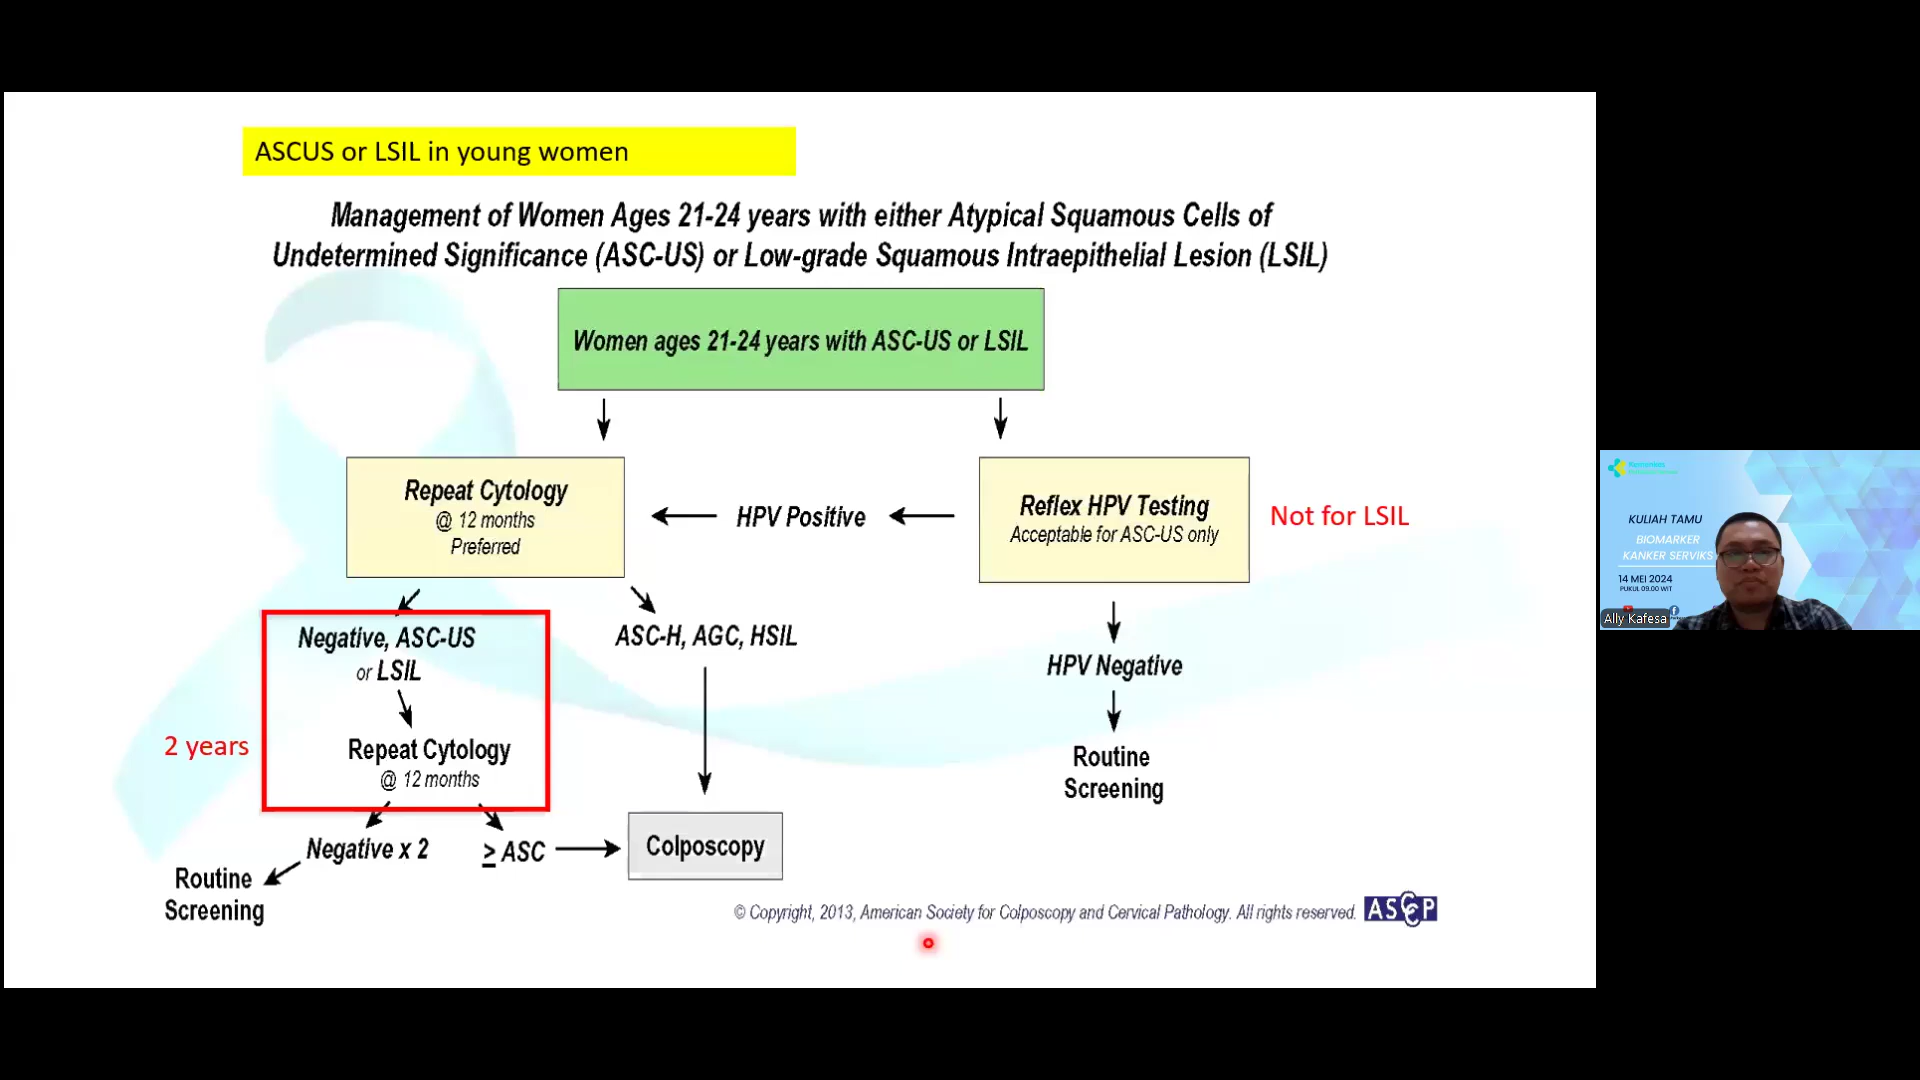 ASCUS or LSIL in young women
Management of Women Ages 21-24 years with either Atypical Squamous Cells of
Undetermined Significance (ASC-US) or Low-grade Squamous Intraepithelial Lesion (LSIL)
Women ages 21-24 years with ASC-US or LSIL
Repeat Cytology
@ 12 months
Preferred
HPV Positive
Reflex HPV Testing
Acceptable for ASC-US only
Not for LSIL
Negative, ASC-US
or LSIL
ASC-H, AGC, HSIL
HPV Negative
2 years
Repeat Cytology
@ 12 months
Routine
Screening
Negative x 2
≥ ASC
Colposcopy
Routine
Screening
© Copyright, 2013, American Society for Colposcopy and Cervical Pathology. All rights reserved.
ASCCP
KULIAH TAMU
BIOMARKER
KANKER SERVIKS
14 MEI 2024
PUKUL 09.00 WIT
Ally Kafesa